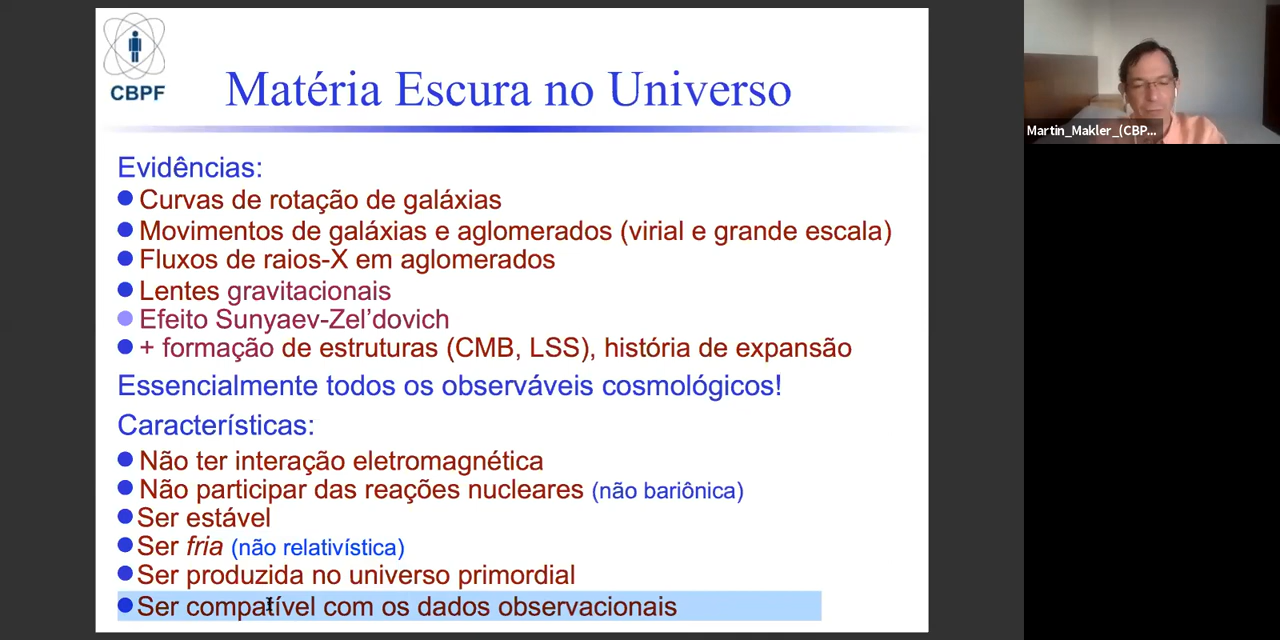 CBPF
Matéria Escura no Universo
Martin_Makler_(CBP...
Evidências:
Curvas de rotação de galáxias
Movimentos de galáxias e aglomerados (virial e grande escala)
Fluxos de raios-X em aglomerados
Lentes gravitacionais
Efeito Sunyaev-Zel’dovich
+ formação de estruturas (CMB, LSS), história de expansão
Essencialmente todos os observáveis cosmológicos!
Características:
Não ter interação eletromagnética
Não participar das reações nucleares (não bariônica)
Ser estável
Ser fria (não relativística)
Ser produzida no universo primordial
Ser compatível com os dados observacionais